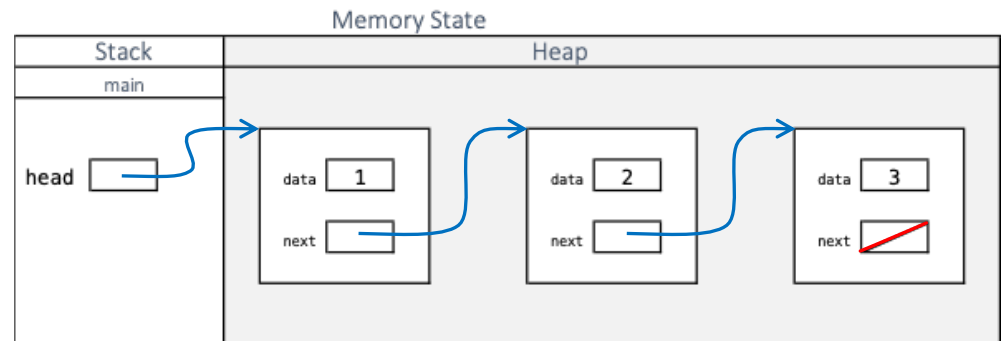 Memory State
Stack Heap
main
head
data 1 data 2 data 3
next next next